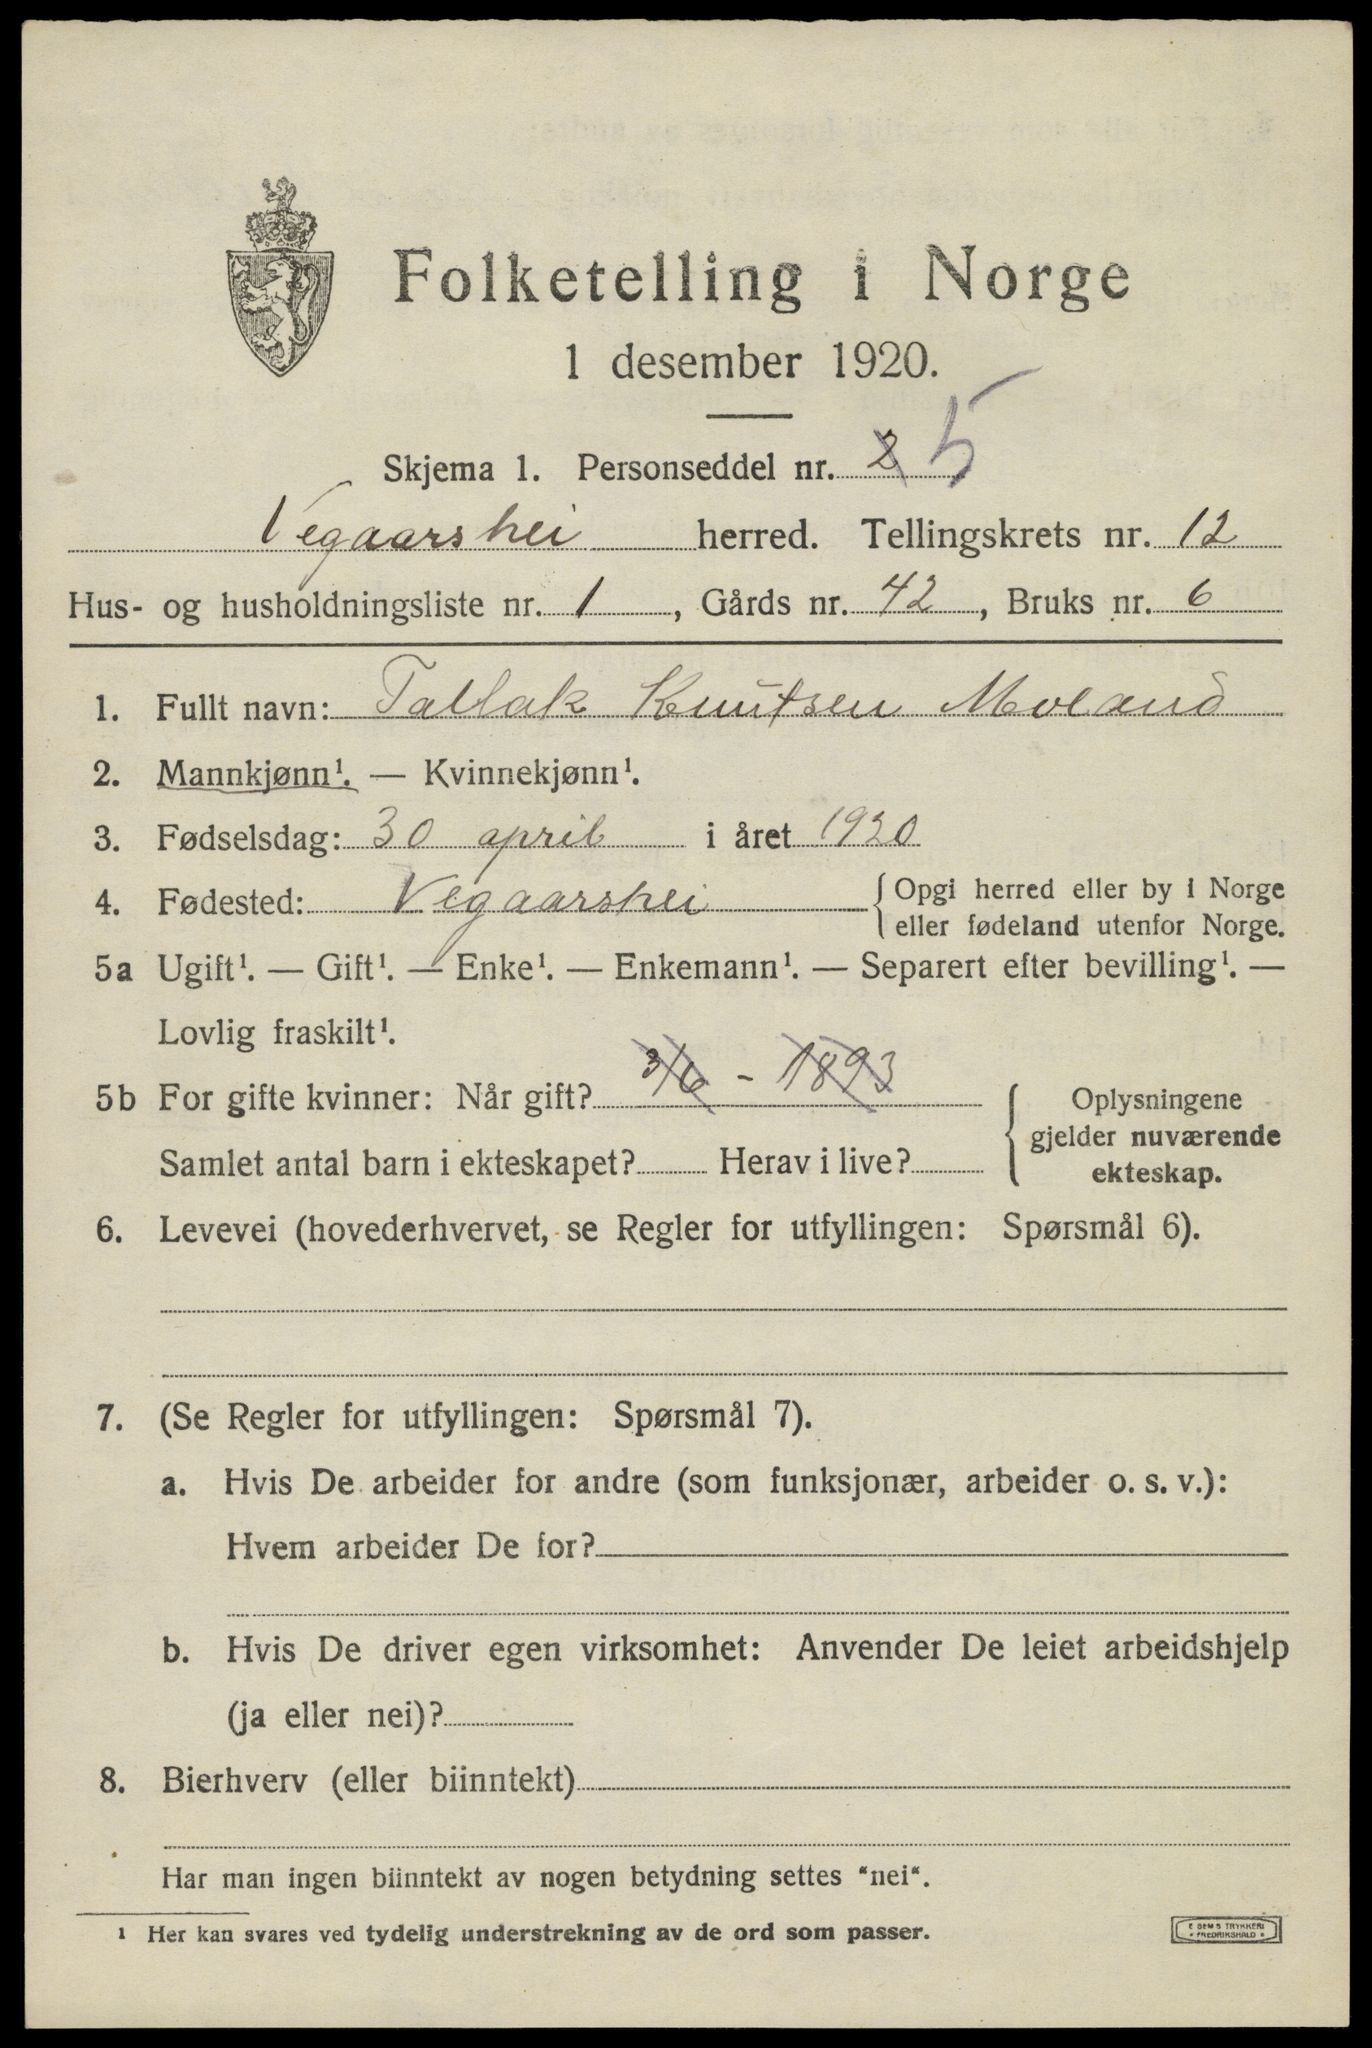 Folketelling i Norge
1 desember 1920.
Skjema 1. Personseddel nr. 2 5
Vegaarshei herred. Tellingskrets nr. 12
Hus- og husholdningsliste nr. 1, Gårds nr. 42, Bruks nr. 6
1. Fullt navn: Tallak Knutsen Moland
2. Mannkjønn¹. — Kvinnekjønn¹.
3. Fødselsdag: 30 april i året 1920
4. Fødested: Vegaarshei {Opgi herred eller by i Norge
eller fødeland utenfor Norge.
5a Ugift¹. — Gift¹. — Enke¹. — Enkemann¹. — Separert efter bevilling¹. —
Lovlig fraskilt¹.
5b For gifte kvinner: Når gift? 3/6 - 1893
Samlet antal barn i ekteskapet? Herav i live?
Oplysningene
gjelder nuværende
ekteskap.
6. Levevei (hovederhvervet, se Regler for utfyllingen: Spørsmål 6).
7. (Se Regler for utfyllingen: Spørsmål 7).
a. Hvis De arbeider for andre (som funksjonær, arbeider o. s. v.):
Hvem arbeider De for?
b. Hvis De driver egen virksomhet: Anvender De leiet arbeidshjelp
(ja eller nei)?
8. Bierhverv (eller biinntekt)
Har man ingen biinntekt av nogen betydning settes "nei".
¹ Her kan svares ved tydelig understrekning av de ord som passer.
E SEMS TRYKKERI
FREDRIKSHALD